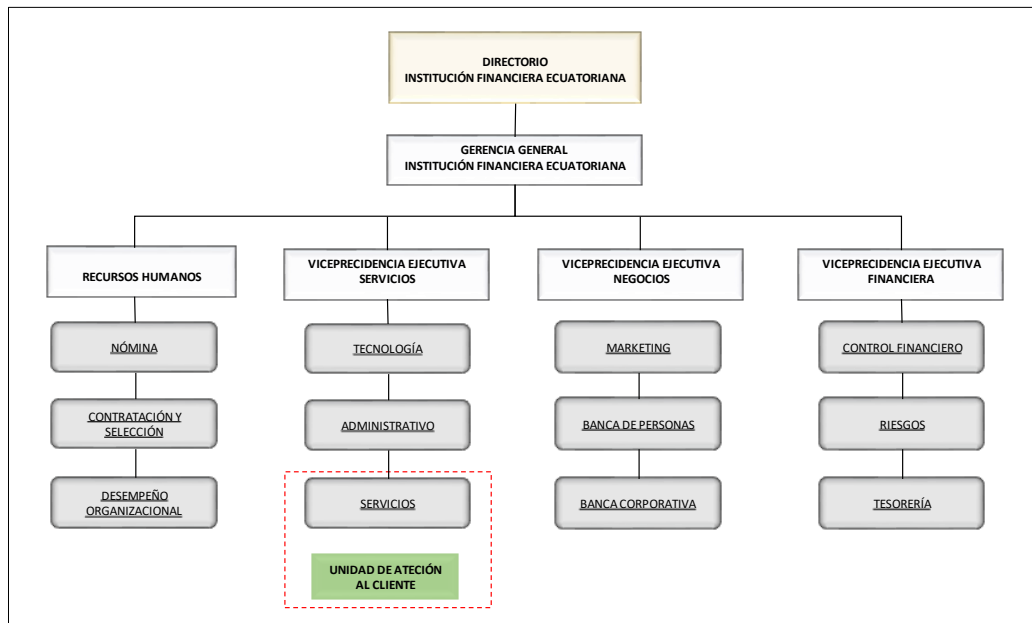 DIRECTORIO
INSTITUCIÓN FINANCIERA ECUATORIANA
GERENCIA GENERAL
INSTITUCIÓN FINANCIERA ECUATORIANA
RECURSOS HUMANOS
VICEPRECIDENCIA EJECUTIVA
SERVICIOS
VICEPRECIDENCIA EJECUTIVA
NEGOCIOS
VICEPRECIDENCIA EJECUTIVA
FINANCIERA
NÓMINA
TECNOLOGÍA
MARKETING
CONTROL FINANCIERO
CONTRATACIÓN Y
SELECCIÓN
ADMINISTRATIVO
BANCA DE PERSONAS
RIESGOS
DESEMPEÑO
ORGANIZACIONAL
SERVICIOS
BANCA CORPORATIVA
TESORERÍA
UNIDAD DE ATECIÓN
AL CLIENTE